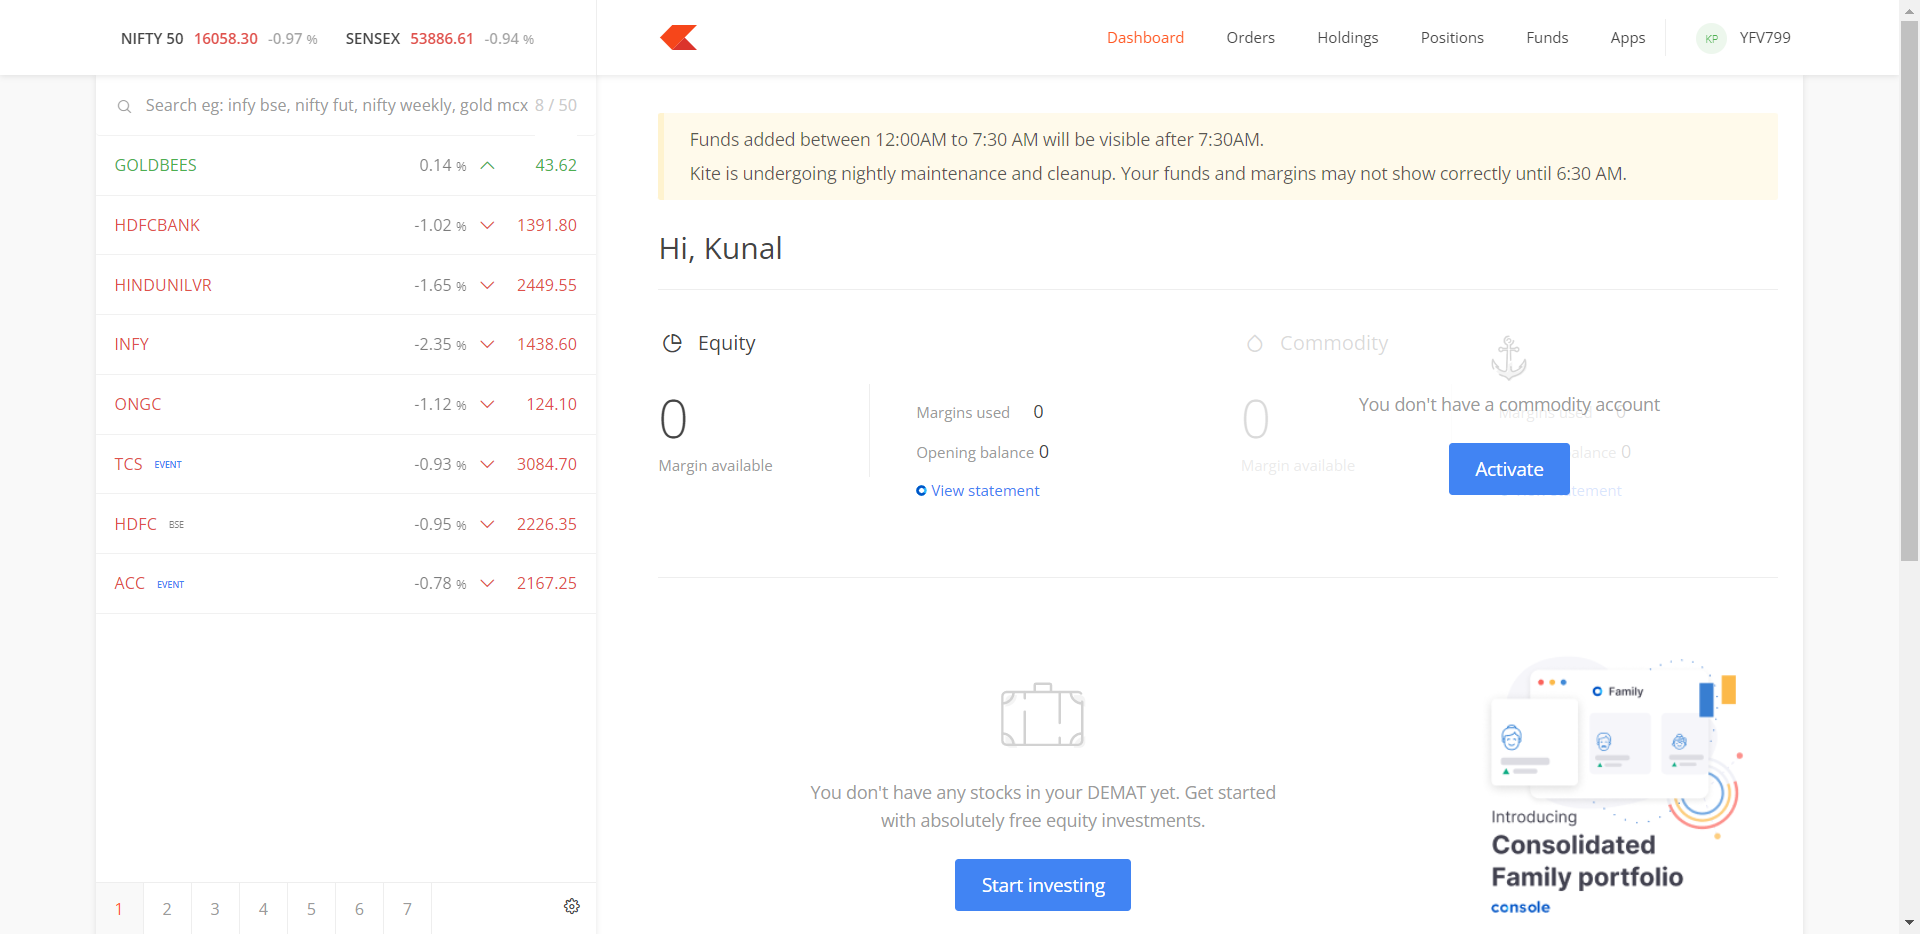 NIFTY 50 16058.30 -0.97 % SENSEX 53886.61 -0.94 %
Dashboard Orders Holdings Positions Funds Apps KP YFV799
Search eg: infy bse, nifty fut, nifty weekly, gold mcx 8 / 50
GOLDBEES 0.14 % 43.62
HDFCBANK -1.02 % 1391.80
HINDUNILVR -1.65 % 2449.55
INFY -2.35 % 1438.60
ONGC -1.12 % 124.10
TCS EVENT -0.93 % 3084.70
HDFC BSE -0.95 % 2226.35
ACC EVENT -0.78 % 2167.25
1 2 3 4 5 6 7
Funds added between 12:00AM to 7:30 AM will be visible after 7:30AM.
Kite is undergoing nightly maintenance and cleanup. Your funds and margins may not show correctly until 6:30 AM.
Hi, Kunal
Equity
0
Margin available
Margins used 0
Opening balance 0
View statement
Commodity
0
Margin available
Margins used 0
alance 0
tement
You don't have a commodity account
Activate
You don't have any stocks in your DEMAT yet. Get started
with absolutely free equity investments.
Start investing
Family
Introducing
Consolidated
Family portfolio
console